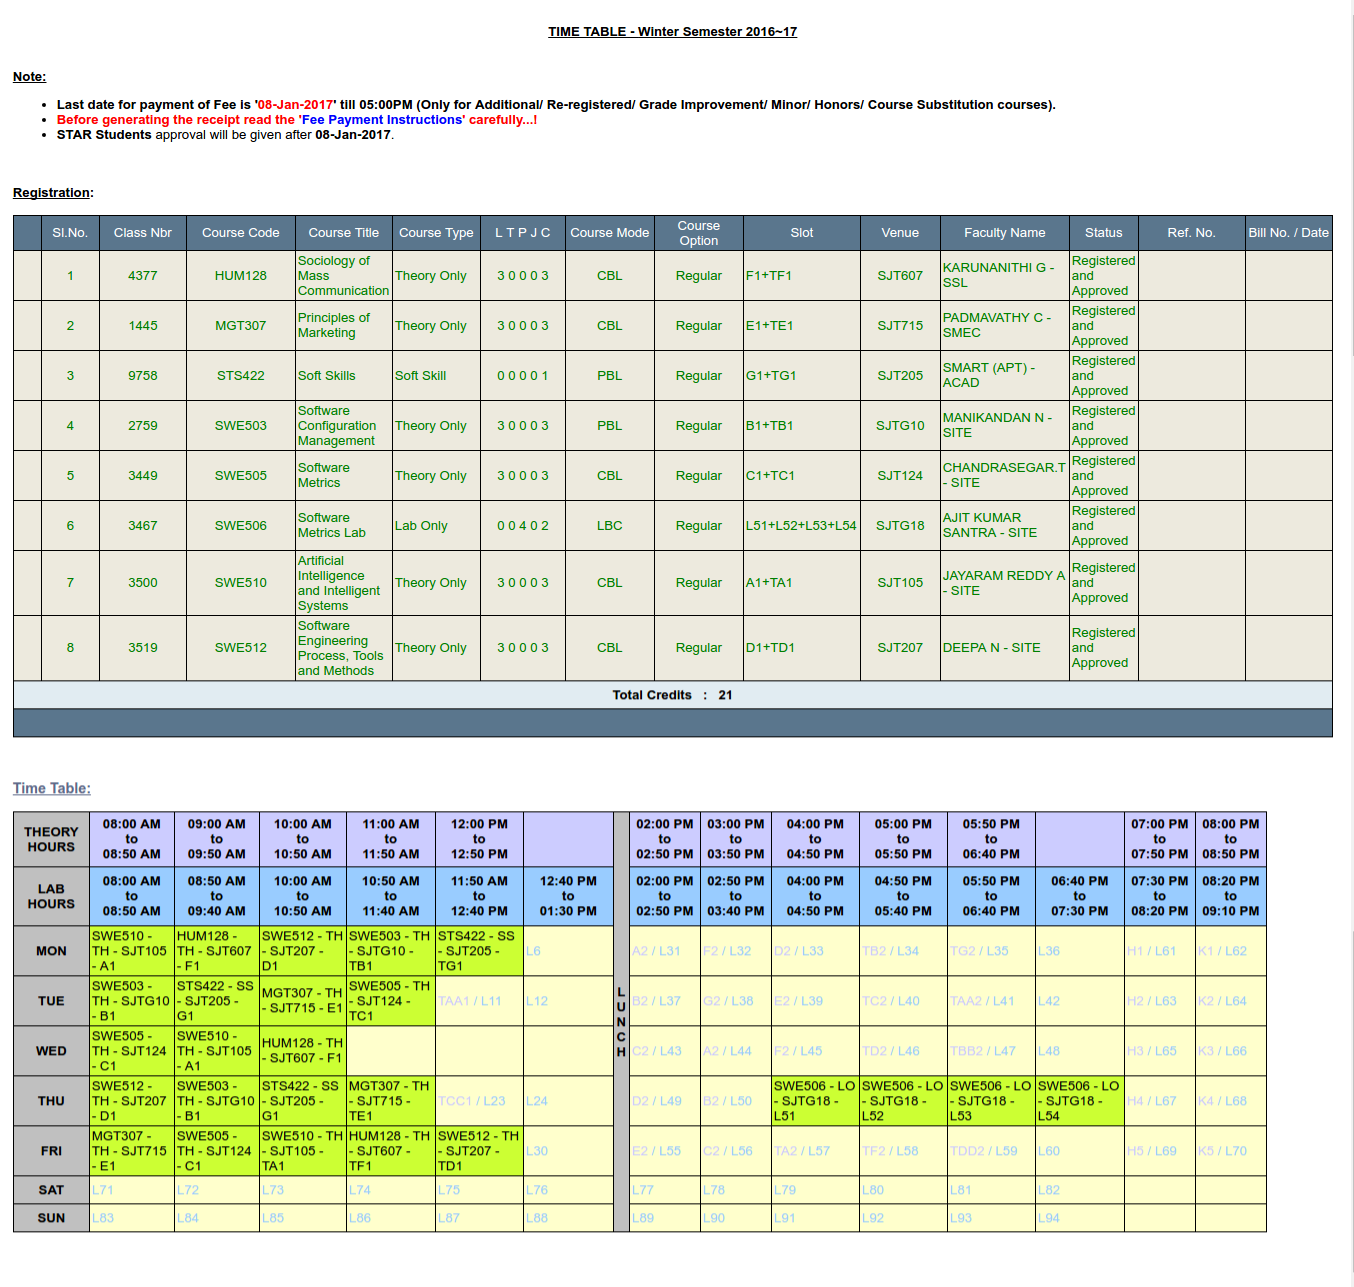 TIME TABLE - Winter Semester 2016~17
Note:
Last date for payment of Fee is '08-Jan-2017' till 05:00PM (Only for Additional/ Re-registered/ Grade Improvement/ Minor/ Honors/ Course Substitution courses).
Before generating the receipt read the 'Fee Payment Instructions' carefully...!
STAR Students approval will be given after 08-Jan-2017.
Registration:
Sl.No. Class Nbr Course Code Course Title Course Type L T P J C Course Mode Course Option Slot Venue Faculty Name Status Ref. No. Bill No. / Date
1 4377 HUM128 Sociology of Mass Communication Theory Only 3 0 0 0 3 CBL Regular F1+TF1 SJT607 KARUNANITHI G - SSL Registered and Approved
2 1445 MGT307 Principles of Marketing Theory Only 3 0 0 0 3 CBL Regular E1+TE1 SJT715 PADMAVATHY C - SMEC Registered and Approved
3 9758 STS422 Soft Skills Soft Skill 0 0 0 0 1 PBL Regular G1+TG1 SJT205 SMART (APT) - ACAD Registered and Approved
4 2759 SWE503 Software Configuration Management Theory Only 3 0 0 0 3 PBL Regular B1+TB1 SJTG10 MANIKANDAN N - SITE Registered and Approved
5 3449 SWE505 Software Metrics Theory Only 3 0 0 0 3 CBL Regular C1+TC1 SJT124 CHANDRASEGAR.T - SITE Registered and Approved
6 3467 SWE506 Software Metrics Lab Lab Only 0 0 4 0 2 LBC Regular L51+L52+L53+L54 SJTG18 AJIT KUMAR SANTRA - SITE Registered and Approved
7 3500 SWE510 Artificial Intelligence and Intelligent Systems Theory Only 3 0 0 0 3 CBL Regular A1+TA1 SJT105 JAYARAM REDDY A - SITE Registered and Approved
8 3519 SWE512 Software Engineering Process, Tools and Methods Theory Only 3 0 0 0 3 CBL Regular D1+TD1 SJT207 DEEPA N - SITE Registered and Approved
Total Credits : 21
Time Table:
THEORY HOURS 08:00 AM to 08:50 AM 09:00 AM to 09:50 AM 10:00 AM to 10:50 AM 11:00 AM to 11:50 AM 12:00 PM to 12:50 PM LUNCH 02:00 PM to 02:50 PM 03:00 PM to 03:50 PM 04:00 PM to 04:50 PM 05:00 PM to 05:50 PM 05:50 PM to 06:40 PM 07:00 PM to 07:50 PM 08:00 PM to 08:50 PM
LAB HOURS 08:00 AM to 08:50 AM 08:50 AM to 09:40 AM 10:00 AM to 10:50 AM 10:50 AM to 11:40 AM 11:50 AM to 12:40 PM 12:40 PM to 01:30 PM 02:00 PM to 02:50 PM 02:50 PM to 03:40 PM 04:00 PM to 04:50 PM 04:50 PM to 05:40 PM 05:50 PM to 06:40 PM 06:40 PM to 07:30 PM 07:30 PM to 08:20 PM 08:20 PM to 09:10 PM
MON SWE510 - TH - SJT105 - A1 HUM128 - TH - SJT607 - F1 SWE512 - TH - SJT207 - D1 SWE503 - TH - SJTG10 - TB1 STS422 - SS - SJT205 - TG1 L6 A2 / L31 F2 / L32 D2 / L33 TB2 / L34 TG2 / L35 L36 H1 / L61 K1 / L62
TUE SWE503 - TH - SJTG10 - B1 STS422 - SS - SJT205 - G1 MGT307 - TH - SJT715 - E1 SWE505 - TH - SJT124 - TC1 TAA1 / L11 L12 B2 / L37 G2 / L38 E2 / L39 TC2 / L40 TAA2 / L41 L42 H2 / L63 K2 / L64
WED SWE505 - TH - SJT124 - C1 SWE510 - TH - SJT105 - A1 HUM128 - TH - SJT607 - F1 C2 / L43 A2 / L44 F2 / L45 TD2 / L46 TBB2 / L47 L48 H3 / L65 K3 / L66
THU SWE512 - TH - SJT207 - D1 SWE503 - TH - SJTG10 - B1 STS422 - SS - SJT205 - G1 MGT307 - TH - SJT715 - TE1 TCC1 / L23 L24 D2 / L49 B2 / L50 SWE506 - LO - SJTG18 - L51 SWE506 - LO - SJTG18 - L52 SWE506 - LO - SJTG18 - L53 SWE506 - LO - SJTG18 - L54 H4 / L67 K4 / L68
FRI MGT307 - TH - SJT715 - E1 SWE505 - TH - SJT124 - C1 SWE510 - TH - SJT105 - TA1 HUM128 - TH - SJT607 - TF1 SWE512 - TH - SJT207 - TD1 L30 E2 / L55 C2 / L56 TA2 / L57 TF2 / L58 TDD2 / L59 L60 H5 / L69 K5 / L70
SAT L71 L72 L73 L74 L75 L76 L77 L78 L79 L80 L81 L82
SUN L83 L84 L85 L86 L87 L88 L89 L90 L91 L92 L93 L94